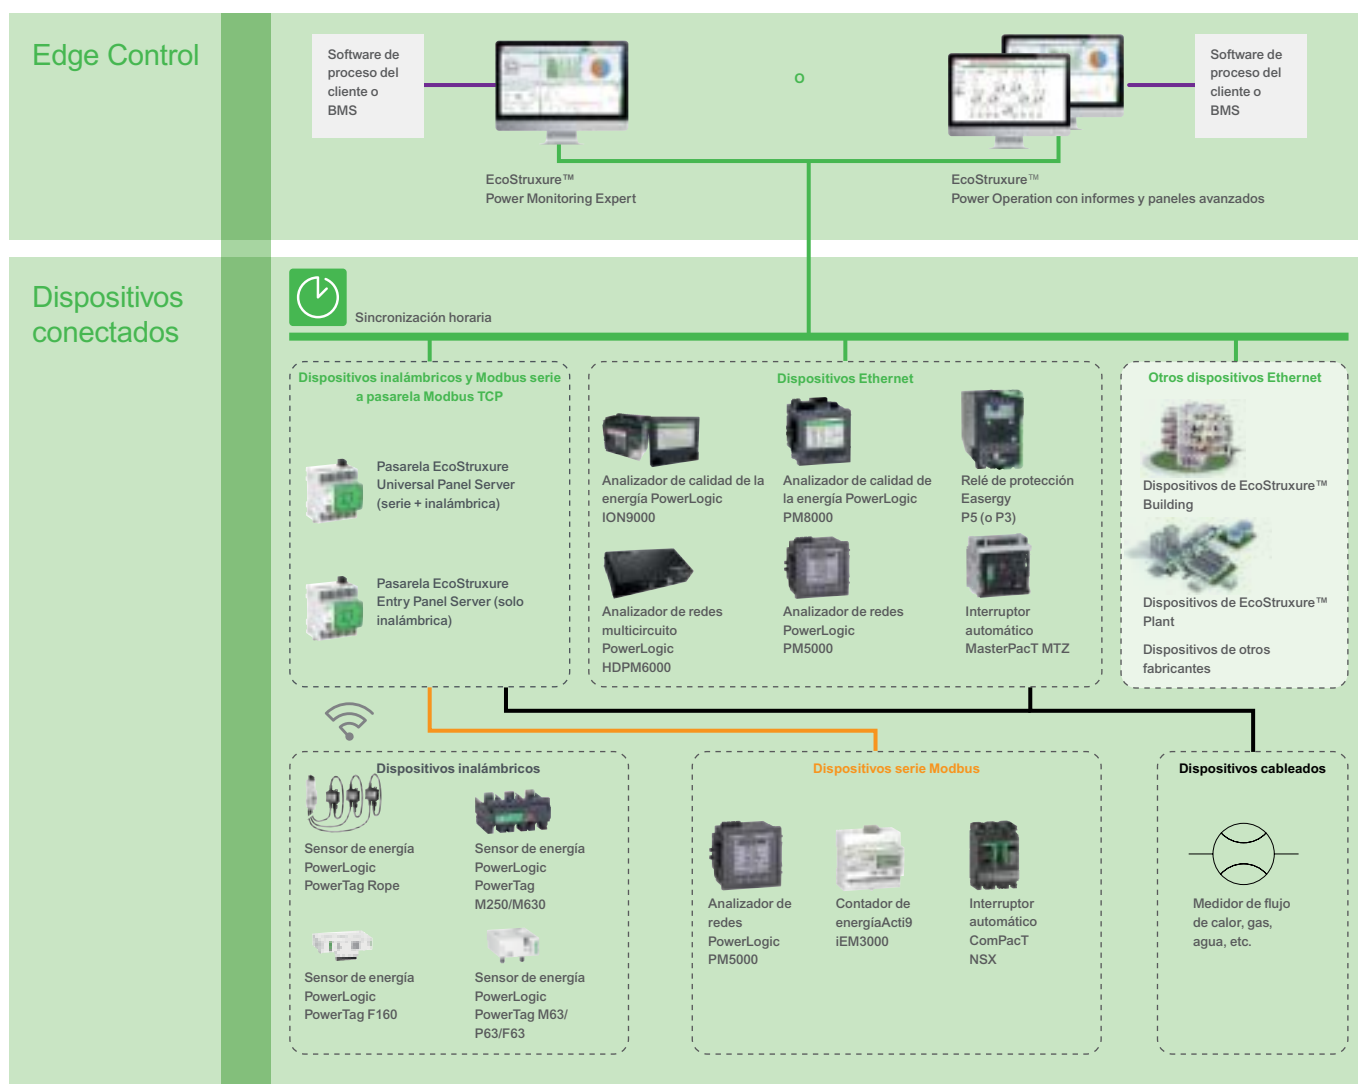 Edge Control
Software de
proceso del
cliente o
BMS
O
Software de
proceso del
cliente o
BMS
EcoStruxure™
Power Monitoring Expert
EcoStruxure™
Power Operation con informes y paneles avanzados
Dispositivos
conectados
Sincronización horaria
Dispositivos inalámbricos y Modbus serie
a pasarela Modbus TCP
Pasarela EcoStruxure
Universal Panel Server
(serie + inalámbrica)
Pasarela EcoStruxure
Entry Panel Server (solo
inalámbrica)
Dispositivos Ethernet
Analizador de calidad de la
energía PowerLogic
ION9000
Analizador de calidad de
la energía PowerLogic
PM8000
Relé de protección
Easergy
P5 (o P3)
Analizador de redes
multicircuito
PowerLogic
HDPM6000
Analizador de redes
PowerLogic
PM5000
Interruptor
automático
MasterPacT MTZ
Otros dispositivos Ethernet
Dispositivos de EcoStruxure™
Building
Dispositivos de EcoStruxure™
Plant
Dispositivos de otros
fabricantes
Dispositivos inalámbricos
Sensor de energía
PowerLogic
PowerTag Rope
Sensor de energía
PowerLogic
PowerTag
M250/M630
Sensor de energía
PowerLogic
PowerTag F160
Sensor de energía
PowerLogic
PowerTag M63/
P63/F63
Dispositivos serie Modbus
Analizador de
redes
PowerLogic
PM5000
Contador de
energíaActi9
iEM3000
Interruptor
automático
ComPacT
NSX
Dispositivos cableados
Medidor de flujo
de calor, gas,
agua, etc.